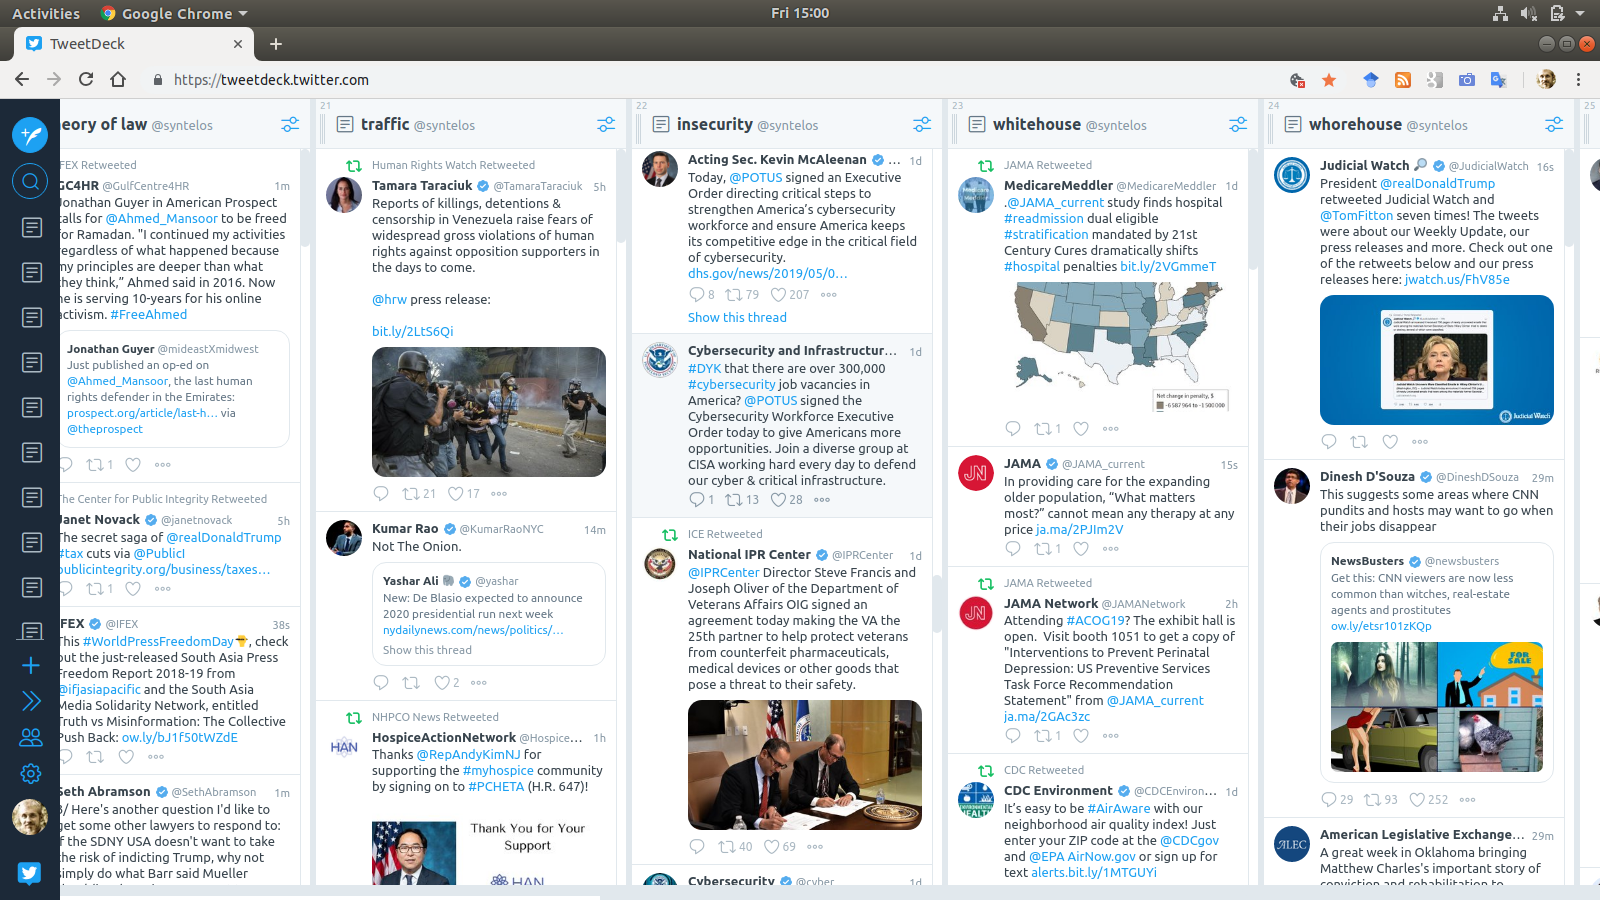 Activities
Google Chrome
Fri 15:00
TweetDeck
https://tweetdeck.twitter.com
eory of law @syntelos
FEX Retweeted
GC4HR @GulfCentre4HR 1m
Jonathan Guyer in American Prospect
calls for @Ahmed_Mansoor to be freed
for Ramadan. "I continued my activities
regardless of what happened because
my principles are deeper than what
they think,” Ahmed said in 2016. Now
he is serving 10-years for his online
activism. #FreeAhmed
Jonathan Guyer @mideastXmidwest
Just published an op-ed on
@Ahmed_Mansoor, the last human
rights defender in the Emirates:
prospect.org/article/last-h… via
@theprospect
1
The Center for Public Integrity Retweeted
Janet Novack @janetnovack 5h
The secret saga of @realDonaldTrump
#tax cuts via @PublicI
publicintegrity.org/business/taxes…
1
IFEX @IFEX 38s
This #WorldPressFreedomDay, check
out the just-released South Asia Press
Freedom Report 2018-19 from
@ifjasiapacific and the South Asia
Media Solidarity Network, entitled
Truth vs Misinformation: The Collective
Push Back: ow.ly/bJ1f50tWZdE
Seth Abramson @SethAbramson 1m
3/ Here's another question I'd like to
get some other lawyers to respond to:
if the SDNY USA doesn't want to take
the risk of indicting Trump, why not
simply do what Barr said Mueller
21
traffic @syntelos
Human Rights Watch Retweeted
Tamara Taraciuk @TamaraTaraciuk 5h
Reports of killings, detentions &
censorship in Venezuela raise fears of
widespread gross violations of human
rights against opposition supporters in
the days to come.
@hrw press release:
bit.ly/2LtS6Qi
21 17
Kumar Rao @KumarRaoNYC 14m
Not The Onion.
Yashar Ali @yashar
New: De Blasio expected to announce
2020 presidential run next week
nydailynews.com/news/politics/…
Show this thread
2
NHPCO News Retweeted
HospiceActionNetwork @Hospice… 1h
Thanks @RepAndyKimNJ for
supporting the #myhospice community
by signing on to #PCHETA (H.R. 647)!
HAN
Thank You for Your
Support
HAN
22
insecurity @syntelos
Acting Sec. Kevin McAleenan … 1d
Today, @POTUS signed an Executive
Order directing critical steps to
strengthen America’s cybersecurity
workforce and ensure America keeps
its competitive edge in the critical field
of cybersecurity.
dhs.gov/news/2019/05/0…
8 79 207
Show this thread
Cybersecurity and Infrastructur… 1d
#DYK that there are over 300,000
#cybersecurity job vacancies in
America? @POTUS signed the
Cybersecurity Workforce Executive
Order today to give Americans more
opportunities. Join a diverse group at
CISA working hard every day to defend
our cyber & critical infrastructure.
1 13 28
ICE Retweeted
National IPR Center @IPRCenter 1d
@IPRCenter Director Steve Francis and
Joseph Oliver of the Department of
Veterans Affairs OIG signed an
agreement today making the VA the
25th partner to help protect veterans
from counterfeit pharmaceuticals,
medical devices or other goods that
pose a threat to their safety.
40 69
Cybersecurity @cyber 1d
23
whitehouse @syntelos
JAMA Retweeted
MedicareMeddler @MedicareMeddler 1d
.@JAMA_current study finds hospital
#readmission dual eligible
#stratification mandated by 21st
Century Cures dramatically shifts
#hospital penalties bit.ly/2VGmmeT
Net change in penalty, $
−6 587 964 to −1 500 000
1
JAMA @JAMA_current 15s
In providing care for the expanding
older population, “What matters
most?” cannot mean any therapy at any
price ja.ma/2PJIm2V
1
JAMA Retweeted
JAMA Network @JAMANetwork 2h
Attending #ACOG19? The exhibit hall is
open. Visit booth 1051 to get a copy of
"Interventions to Prevent Perinatal
Depression: US Preventive Services
Task Force Recommendation
Statement" from @JAMA_current
ja.ma/2GAc3zc
1
CDC Retweeted
CDC Environment @CDCEnviron… 1d
It’s easy to be #AirAware with our
neighborhood air quality index! Just
enter your ZIP code at the @CDCgov
and @EPA AirNow.gov or sign up for
text alerts.bit.ly/1MTGUYi
24
whorehouse @syntelos
Judicial Watch @JudicialWatch 16s
President @realDonaldTrump
retweeted Judicial Watch and
@TomFitton seven times! The tweets
were about our Weekly Update, our
press releases and more. Check out one
of the retweets below and our press
releases here: jwatch.us/FhV85e
Judicial Watch
Dinesh D'Souza @DineshDSouza 29m
This suggests some areas where CNN
pundits and hosts may want to go when
their jobs disappear
NewsBusters @newsbusters
Get this: CNN viewers are now less
common than witches, real-estate
agents and prostitutes
ow.ly/etsr101zKQp
FOR
SALE
29 93 252
American Legislative Exchange… 29m
ALEC
A great week in Oklahoma bringing
Matthew Charles's important story of
conviction and rehabilitation to
25